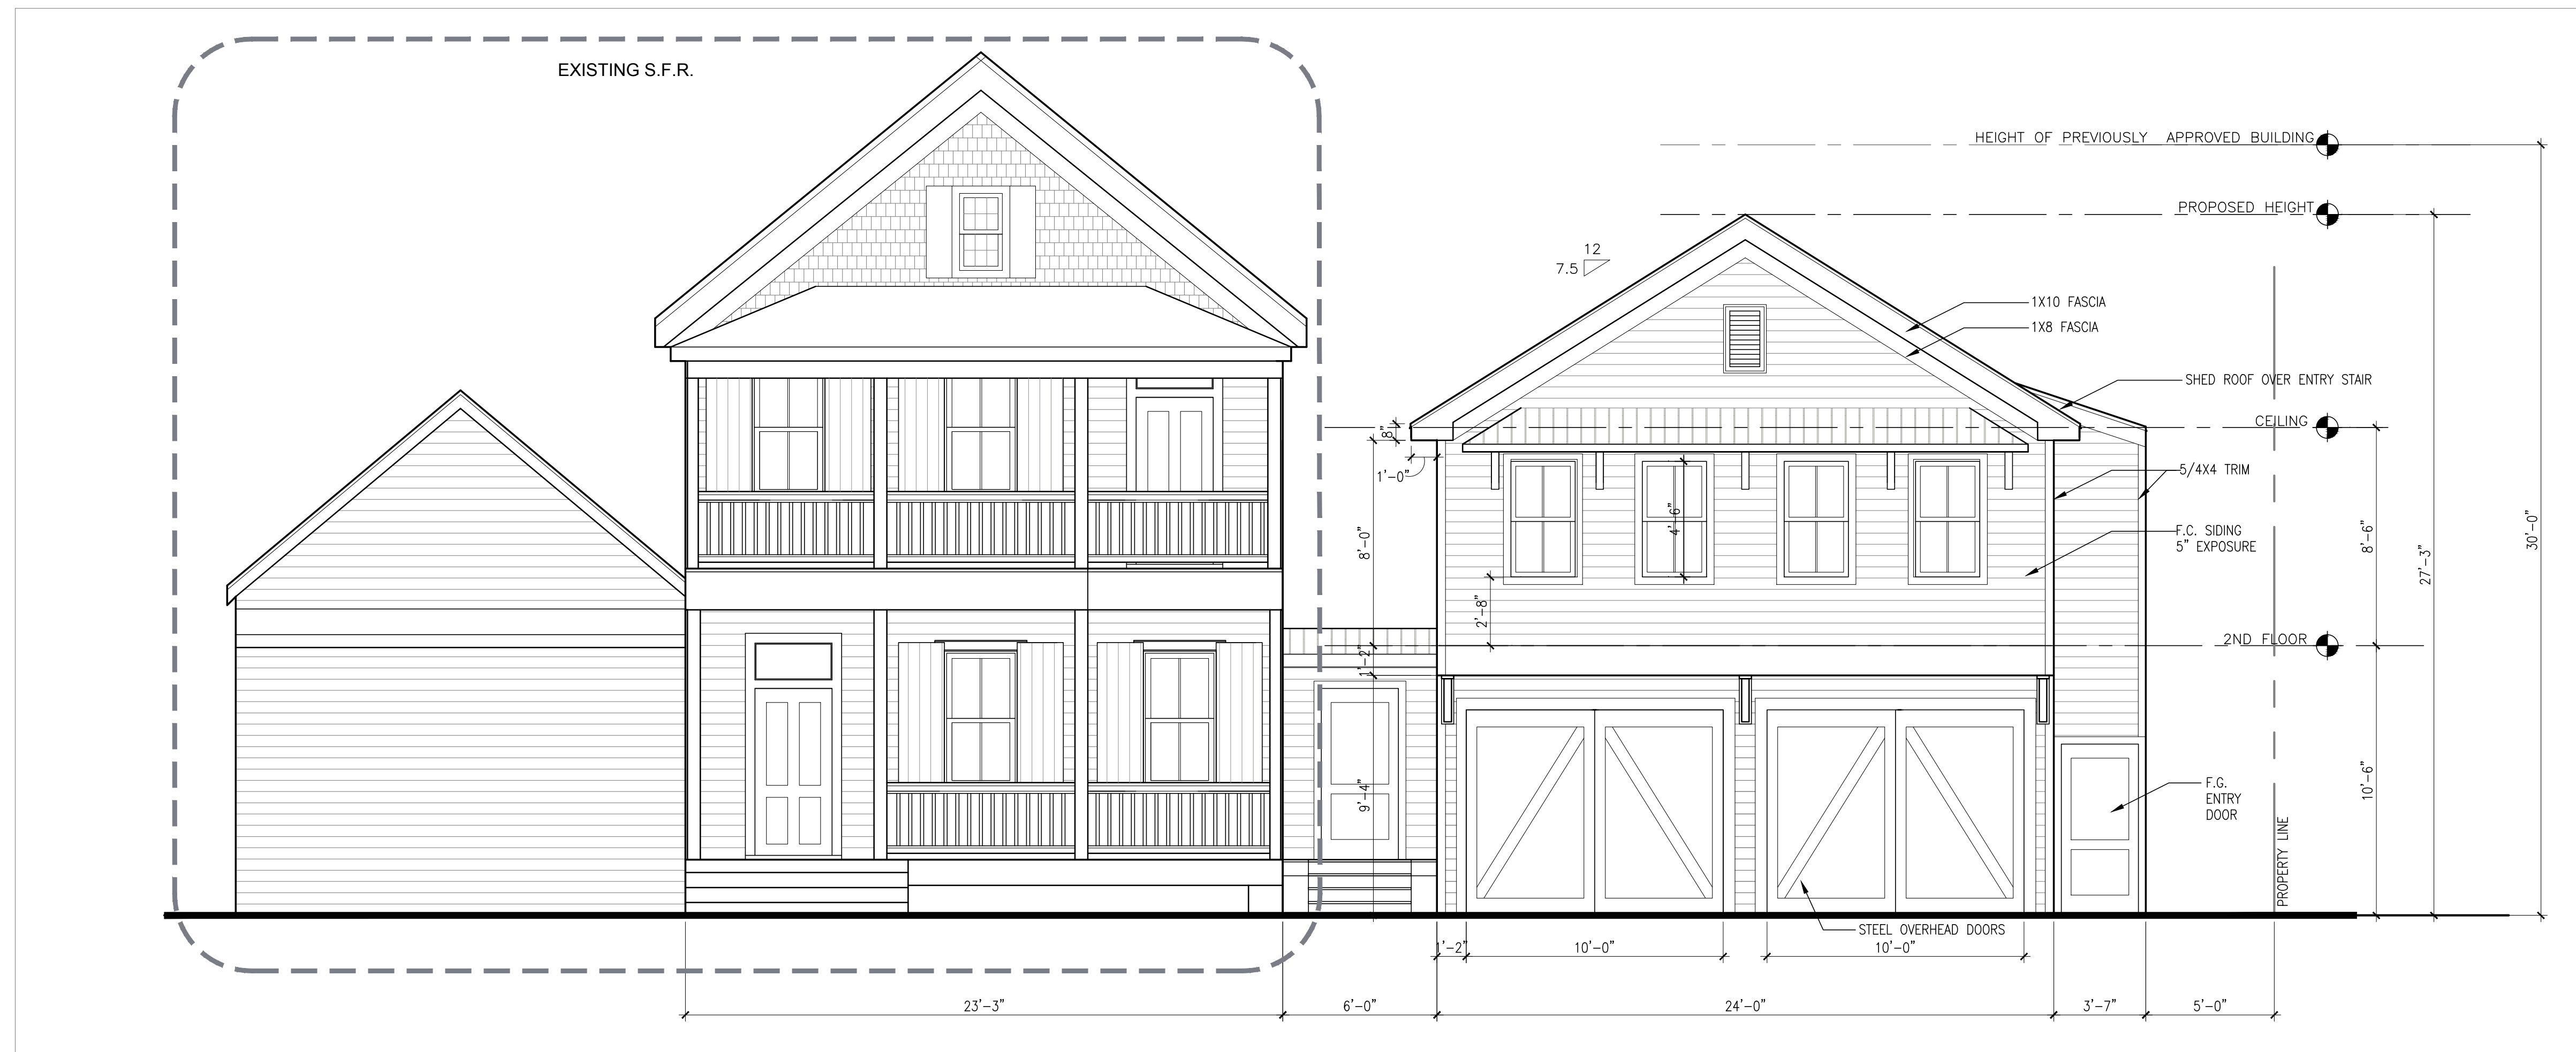 EXISTING S.F.R.
HEIGHT OF PREVIOUSLY APPROVED BUILDING
PROPOSED HEIGHT
12
7.5
1X10 FASCIA
1X8 FASCIA
SHED ROOF OVER ENTRY STAIR
CEILING
8"
1'-0"
5/4X4 TRIM
4'-6"
8'-0"
F.C. SIDING
5" EXPOSURE
8'-6"
27'-3"
30'-0"
2'-8"
2ND FLOOR
1'-2"
9'-4"
10'-6"
F.G.
ENTRY
DOOR
PROPERTY LINE
STEEL OVERHEAD DOORS
1'-2"
10'-0"
10'-0"
23'-3"
6'-0"
24'-0"
3'-7"
5'-0"